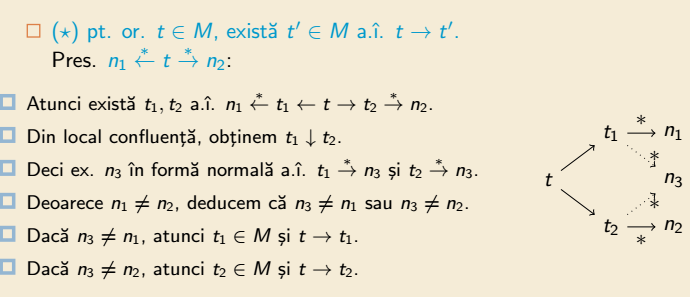 (⋆) pt. or. t ∈ M, există t′ ∈ M a.î. t → t′.
Pres. n₁ ←* t →* n₂:
Atunci există t₁, t₂ a.î. n₁ ←* t₁ ← t → t₂ →* n₂.
Din local confluență, obținem t₁ ↓ t₂.
Deci ex. n₃ în formă normală a.î. t₁ →* n₃ și t₂ →* n₃.
Deoarece n₁ ≠ n₂, deducem că n₃ ≠ n₁ sau n₃ ≠ n₂.
Dacă n₃ ≠ n₁, atunci t₁ ∈ M și t → t₁.
Dacă n₃ ≠ n₂, atunci t₂ ∈ M și t → t₂.
t₁ * n₁
*
t n₃
*
t₂ * n₂